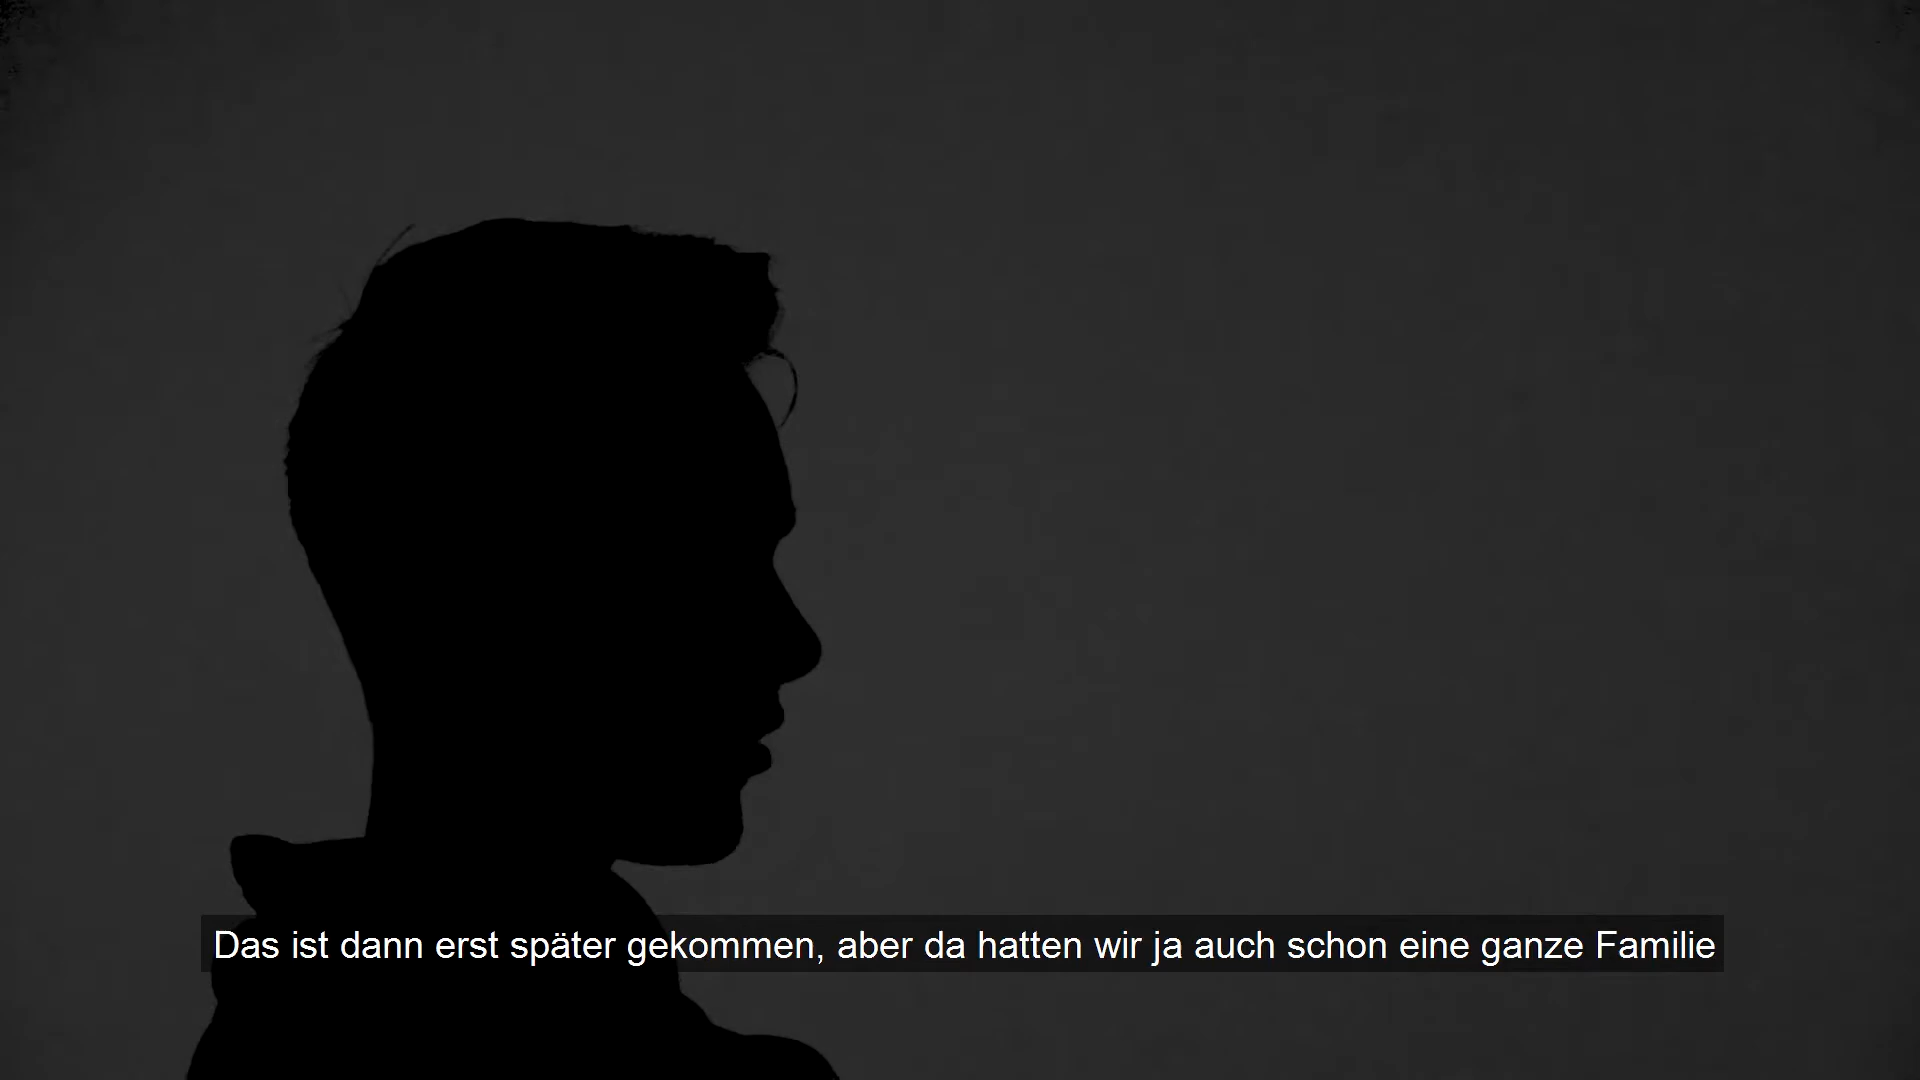 Das ist dann erst später gekommen, aber da hatten wir ja auch schon eine ganze Familie